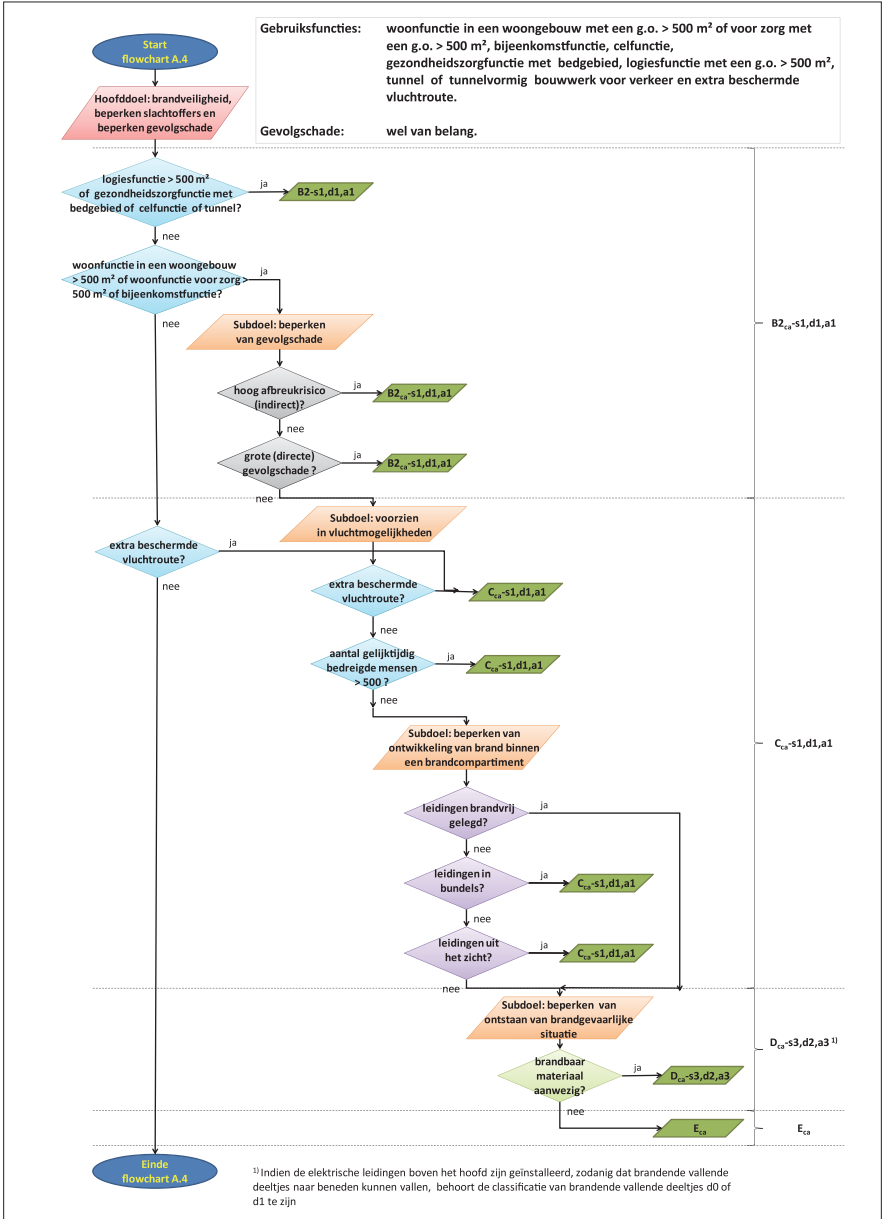 Start
flowchart A.4
Gebruiksfuncties: woonfunctie in een woongebouw met een g.o. > 500 m² of voor zorg met
een g.o. > 500 m², bijeenkomstfunctie, celfunctie,
gezondheidszorgfunctie met bedgebied, logiesfunctie met een g.o. > 500 m²,
tunnel of tunnelvormig bouwwerk voor verkeer en extra beschermde
vluchtroute.
Gevolgschade: wel van belang.
Hoofddoel: brandveiligheid,
beperken slachtoffers en
beperken gevolgschade
logiesfunctie > 500 m²
of gezondheidszorgfunctie met
bedgebied of celfunctie of tunnel?
ja
B2-s1,d1,a1
nee
woonfunctie in een woongebouw
> 500 m² of woonfunctie voor zorg >
500 m² of bijeenkomstfunctie?
ja
nee
Subdoel: beperken
van gevolgschade
B2ca-s1,d1,a1
hoog afbreukrisico
(indirect)?
ja
B2ca-s1,d1,a1
nee
grote (directe)
gevolgschade ?
ja
B2ca-s1,d1,a1
nee
Subdoel: voorzien
in vluchtmogelijkheden
extra beschermde
vluchtroute?
ja
nee
extra beschermde
vluchtroute?
Cca-s1,d1,a1
nee
aantal gelijktijdig
bedreigde mensen
> 500 ?
ja
Cca-s1,d1,a1
nee
Subdoel: beperken van
ontwikkeling van brand binnen
een brandcompartiment
Cca-s1,d1,a1
leidingen brandvrij
gelegd?
ja
nee
leidingen in
bundels?
ja
Cca-s1,d1,a1
nee
leidingen uit
het zicht?
ja
Cca-s1,d1,a1
nee
Subdoel: beperken van
ontstaan van brandgevaarlijke
situatie
Dca-s3,d2,a3 1)
brandbaar
materiaal
aanwezig?
ja
Dca-s3,d2,a3
nee
Eca
Eca
Einde
flowchart A.4
1) Indien de elektrische leidingen boven het hoofd zijn geïnstalleerd, zodanig dat brandende vallende
deeltjes naar beneden kunnen vallen, behoort de classificatie van brandende vallende deeltjes d0 of
d1 te zijn